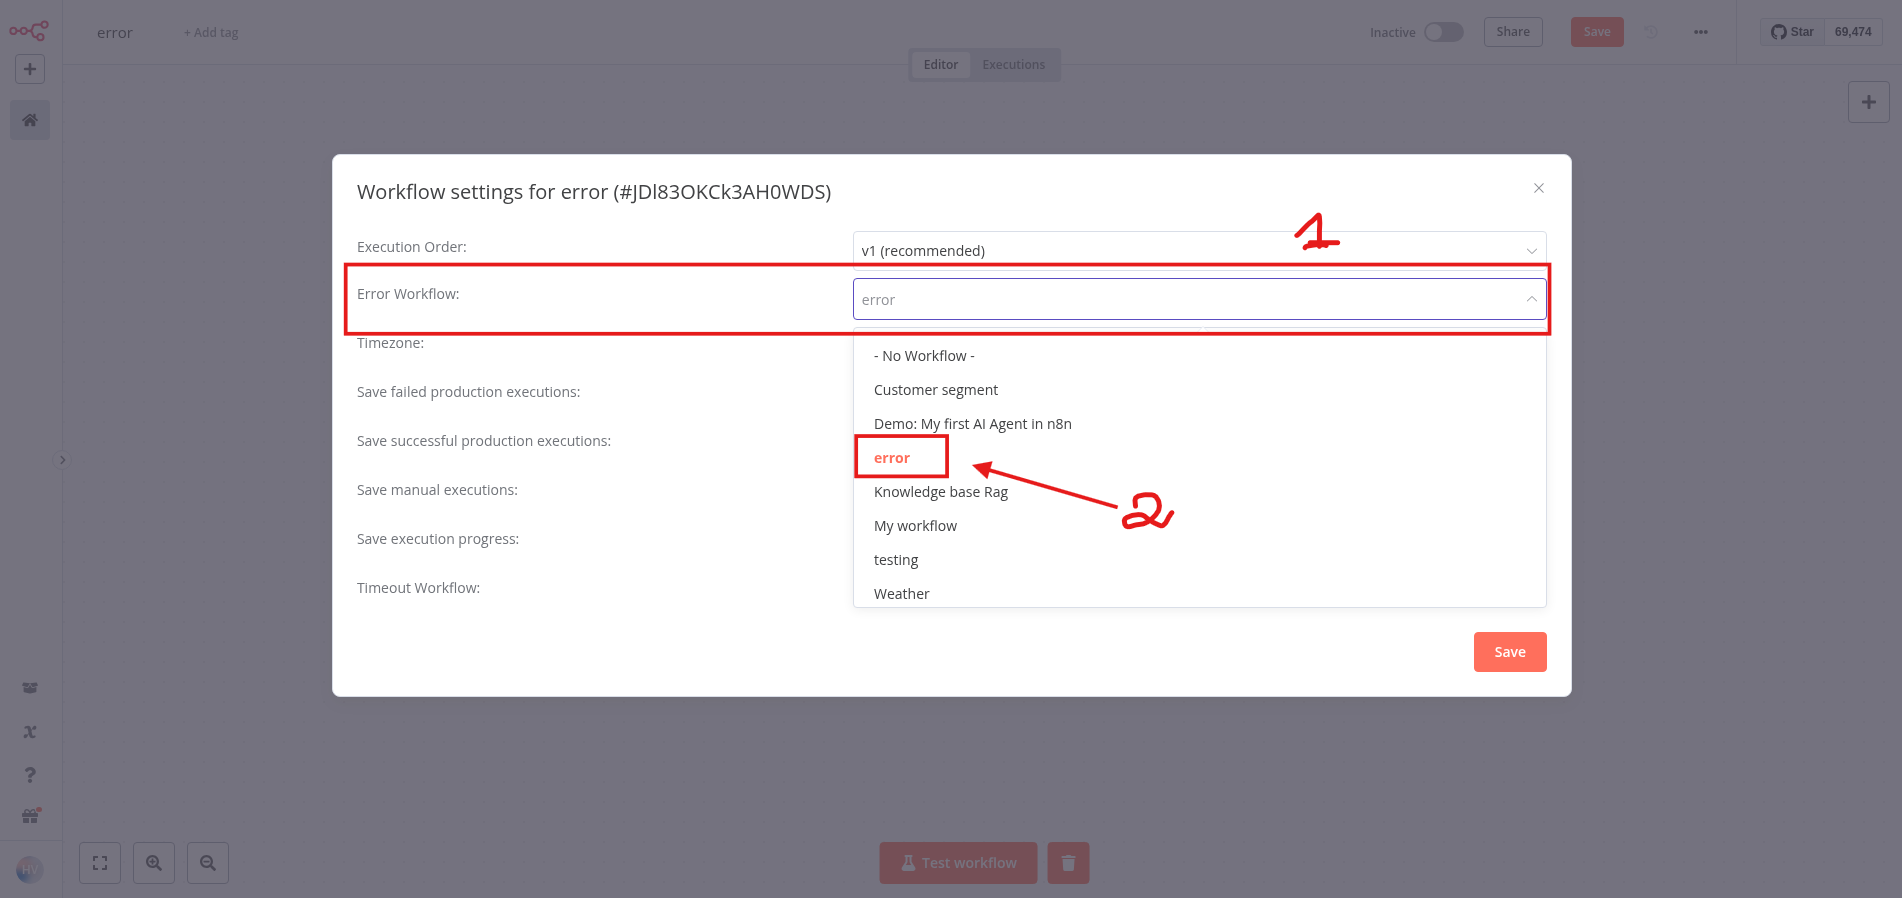 error
+ Add tag
Inactive
Share
Save
Star
69,474
Editor
Executions
Workflow settings for error (#JDl83OKCk3AH0WDS)
1
Execution Order:
v1 (recommended)
Error Workflow:
error
Timezone:
- No Workflow -
Save failed production executions:
Customer segment
Demo: My first AI Agent in n8n
Save successful production executions:
error
Save manual executions:
Knowledge base Rag
2
My workflow
Save execution progress:
testing
Timeout Workflow:
Weather
Save
Test workflow
HV